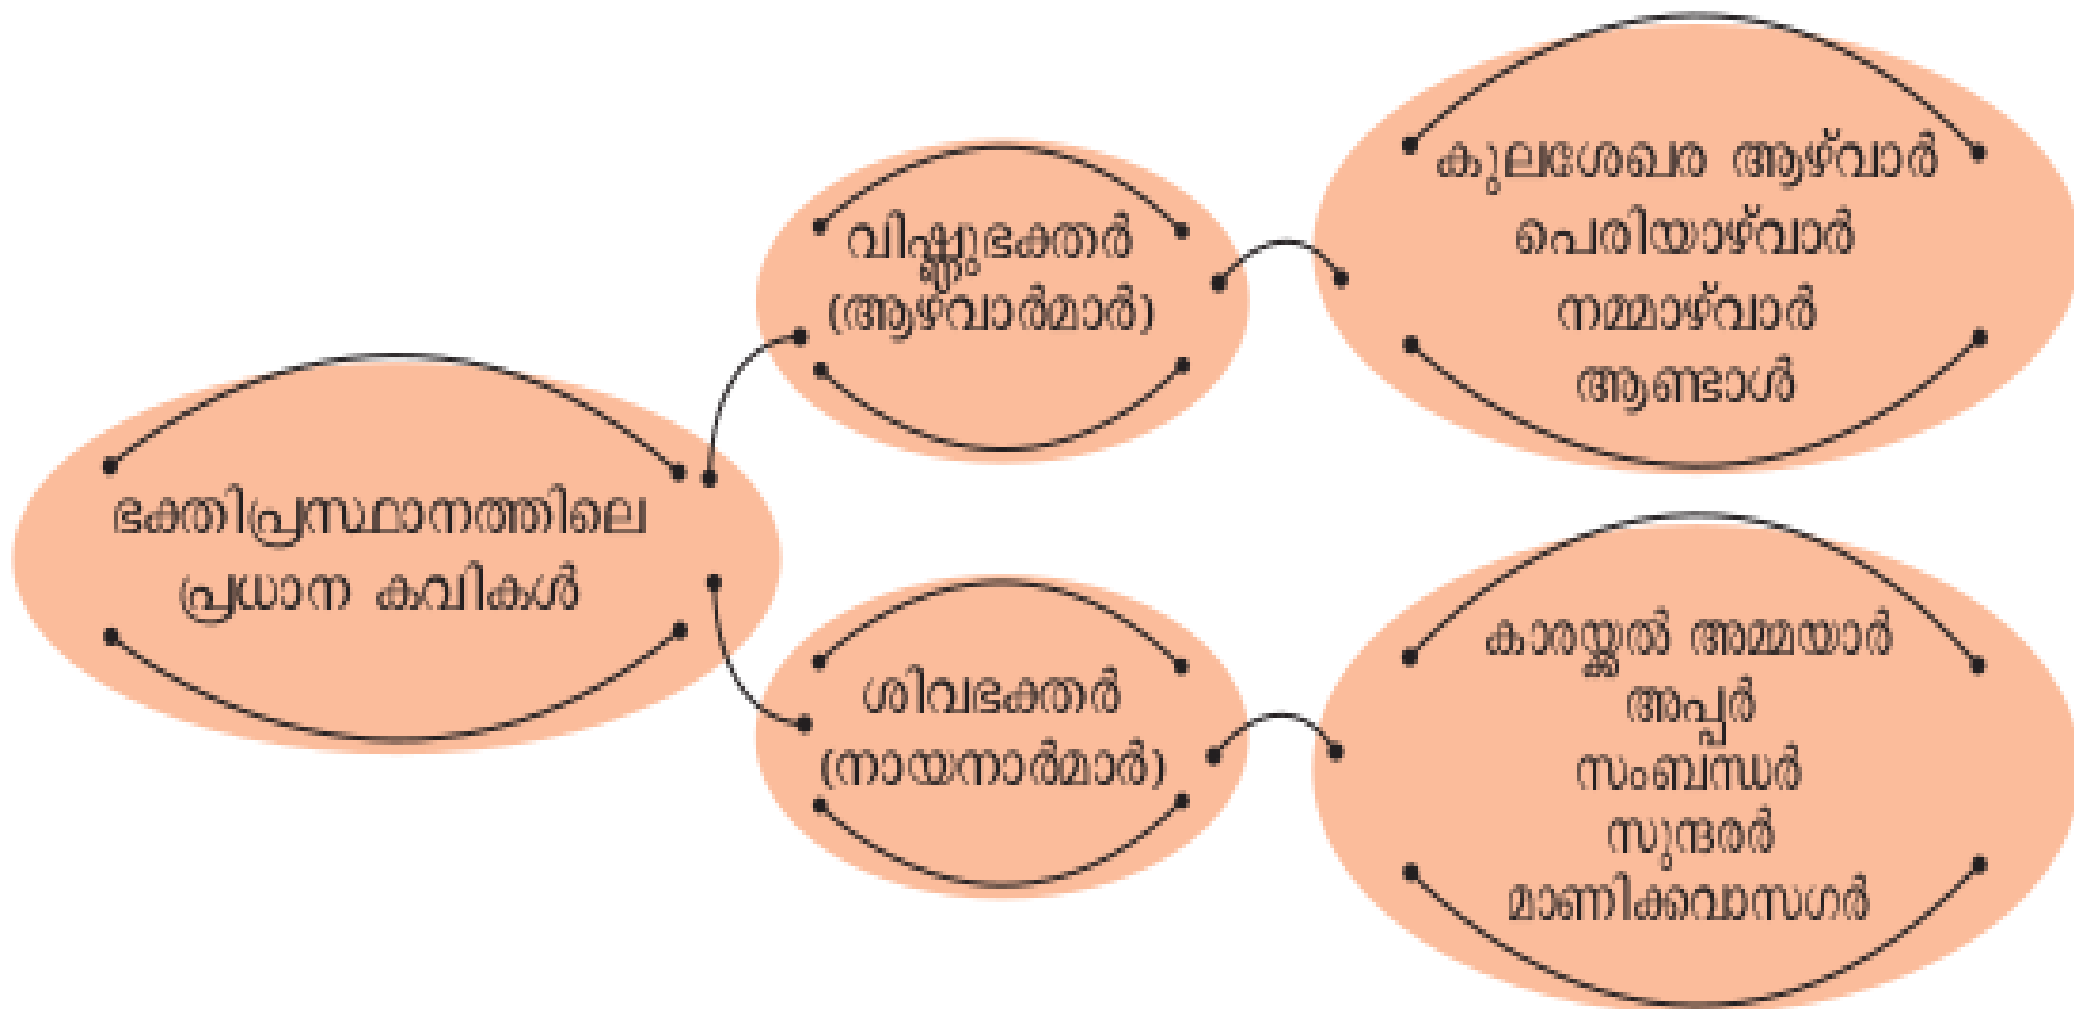 ഭക്തിപ്രസ്ഥാനത്തിലെ
പ്രധാന കവികൾ
വിഷ്ണുഭക്തർ
(ആഴ്‌വാർമാർ)
കുലശേഖര ആഴ്‌വാർ
പെരിയാഴ്‌വാർ
നമ്മാഴ്‌വാർ
ആണ്ടാൾ
ശിവഭക്തർ
(നായനാർമാർ)
കാരയ്ക്കൽ അമ്മയാർ
അപ്പർ
സംബന്ധർ
സുന്ദരർ
മാണിക്കവാസഗർ